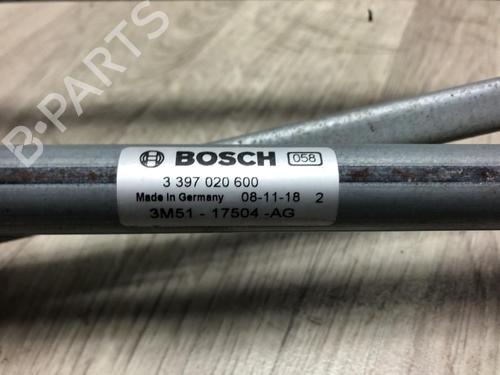 B-PARTS
BOSCH 058
3 397 020 600
Made in Germany 08-11-18 2
3M51 - 17504 -AG